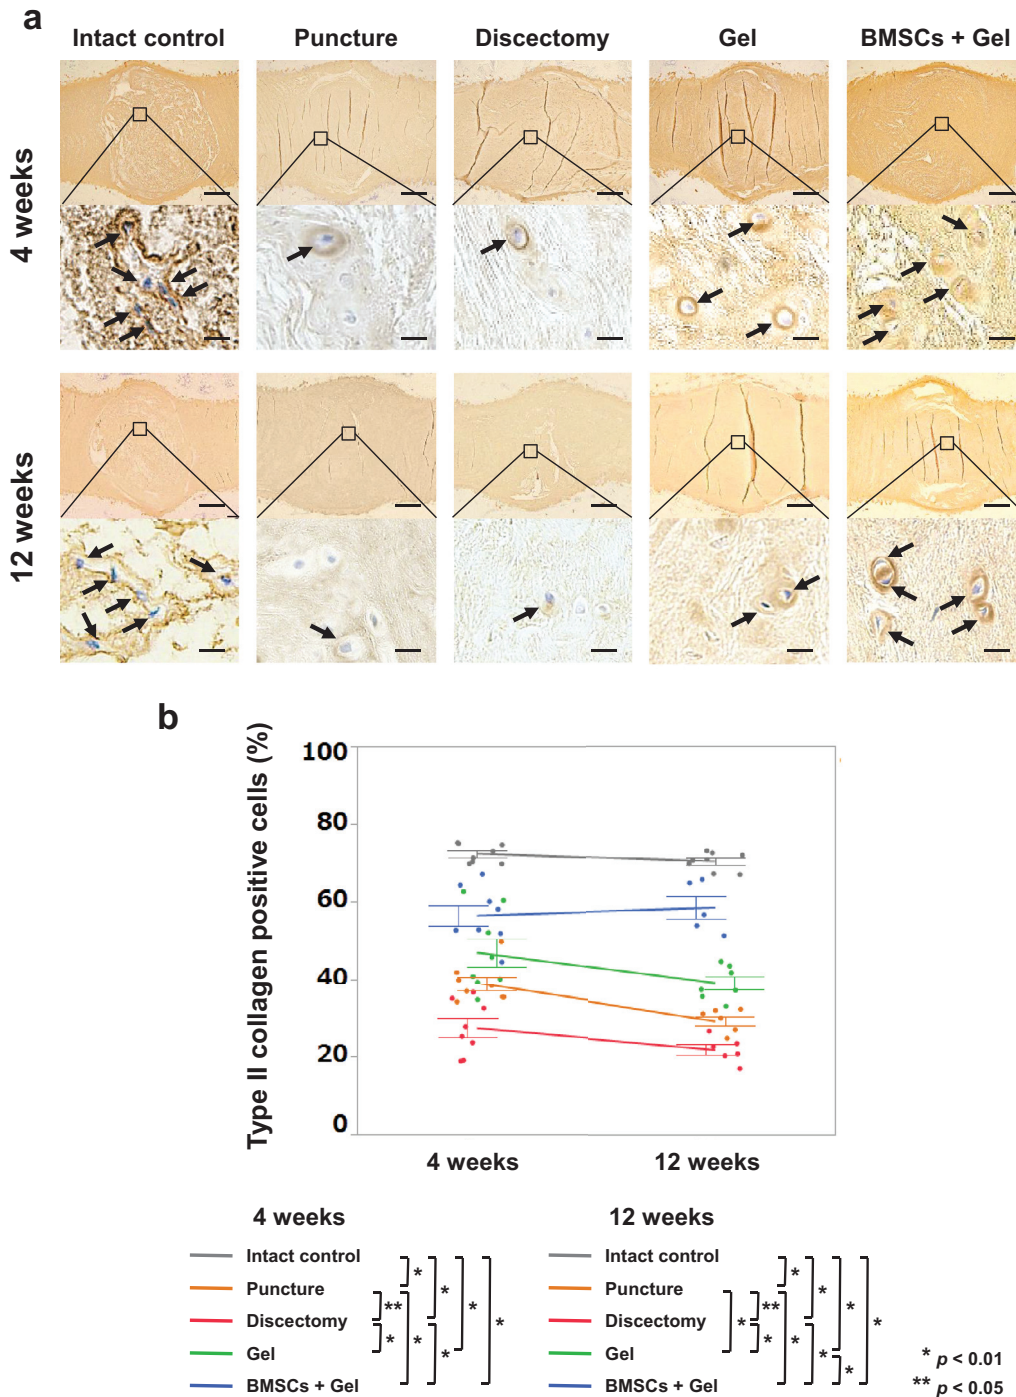 a
Intact control Puncture Discectomy Gel BMSCs + Gel
4 weeks
12 weeks
b
Type II collagen positive cells (%)
100
80
60
40
20
0
4 weeks 12 weeks
4 weeks 12 weeks
Intact control Intact control
* * * * * * * *
Puncture Puncture
** * **
Discectomy Discectomy
* * * * * * *
Gel Gel
* p < 0.01
BMSCs + Gel BMSCs + Gel
** p < 0.05